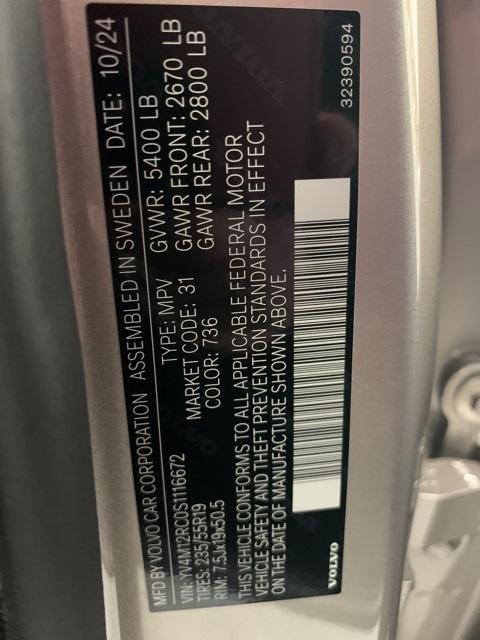 MFD BY VOLVO CAR CORPORATION ASSEMBLED IN SWEDEN DATE: 10/24
VIN: YV4M12RC0S1116672 TYPE: MPV GVWR: 5400 LB
TIRES: 235/55R19 MARKET CODE: 31 GAWR FRONT: 2670 LB
RIM: 7.5Jx19x50.5 COLOR: 736 GAWR REAR: 2800 LB
THIS VEHICLE CONFORMS TO ALL APPLICABLE FEDERAL MOTOR
VEHICLE SAFETY AND THEFT PREVENTION STANDARDS IN EFFECT
ON THE DATE OF MANUFACTURE SHOWN ABOVE.
VOLVO
32390594